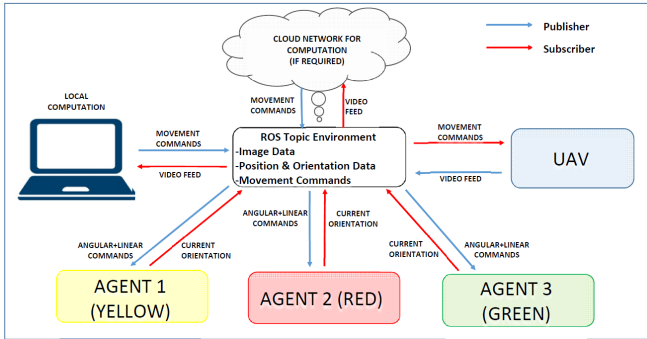 CLOUD NETWORK FOR
COMPUTATION
(IF REQUIRED)
Publisher
Subscriber
LOCAL
COMPUTATION
MOVEMENT
COMMANDS
VIDEO
FEED
MOVEMENT
COMMANDS
VIDEO FEED
ROS Topic Environment
-Image Data
-Position & Orientation Data
-Movement Commands
MOVEMENT
COMMANDS
VIDEO FEED
UAV
ANGULAR+LINEAR
COMMANDS
CURRENT
ORIENTATION
ANGULAR+LINEAR
COMMANDS
CURRENT
ORIENTATION
CURRENT
ORIENTATION
ANGULAR+LINEAR
COMMANDS
AGENT 1
(YELLOW)
AGENT 2 (RED)
AGENT 3
(GREEN)